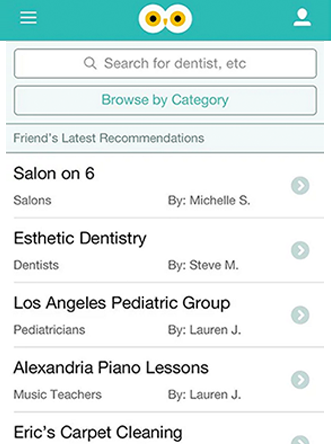 Search for dentist, etc
Browse by Category
Friend's Latest Recommendations
Salon on 6
Salons By: Michelle S.
Esthetic Dentistry
Dentists By: Steve M.
Los Angeles Pediatric Group
Pediatricians By: Lauren J.
Alexandria Piano Lessons
Music Teachers By: Lauren J.
Eric's Carpet Cleaning